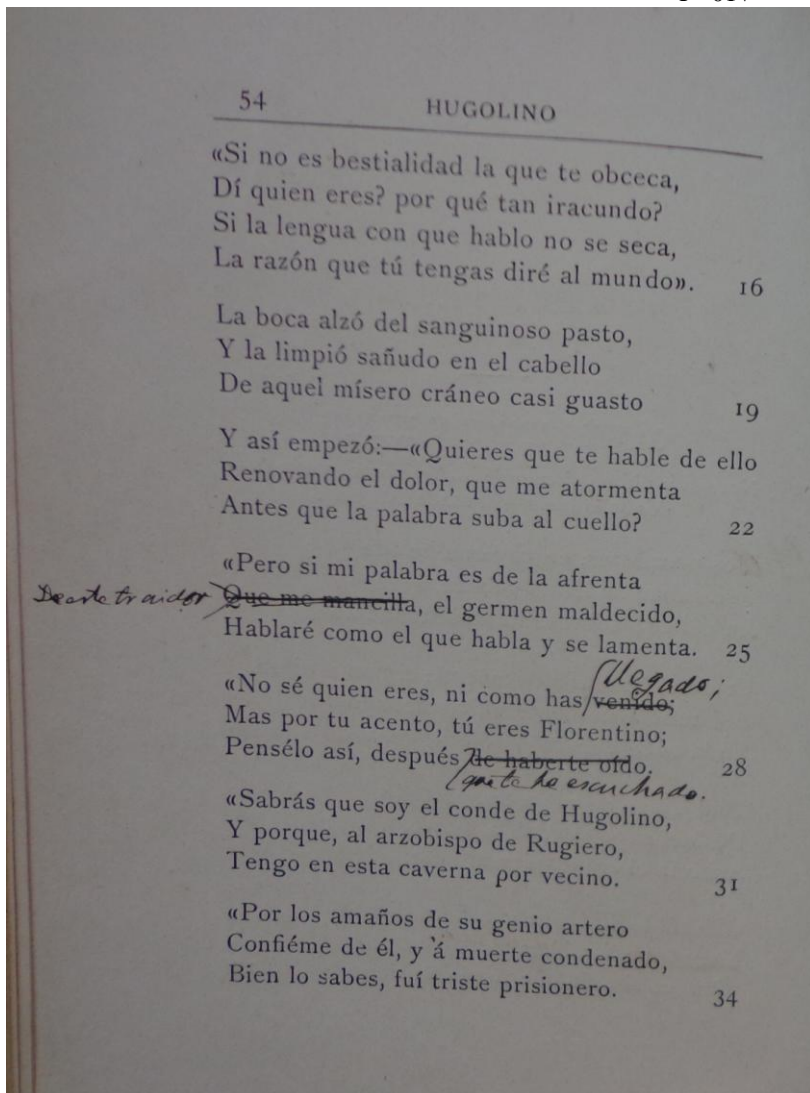 54 HUGOLINO
«Si no es bestialidad la que te obceca,
Dí quien eres? por qué tan iracundo?
Si la lengua con que hablo no se seca,
La razón que tú tengas diré al mundo». 16
La boca alzó del sanguinoso pasto,
Y la limpió sañudo en el cabello
De aquel mísero cráneo casi guasto 19
Y así empezó:—«Quieres que te hable de ello
Renovando el dolor, que me atormenta
Antes que la palabra suba al cuello? 22
«Pero si mi palabra es de la afrenta
De este traidor Que me mancilla, el germen maldecido,
Hablaré como el que habla y se lamenta. 25
llegado;
«No sé quien eres, ni como has venido;
Mas por tu acento, tú eres Florentino;
Pensélo así, después de haberte oído. 28
que te he escuchado.
«Sabrás que soy el conde de Hugolino,
Y porque, al arzobispo de Rugiero,
Tengo en esta caverna por vecino. 31
«Por los amaños de su genio artero
Confiéme de él, y á muerte condenado,
Bien lo sabes, fuí triste prisionero. 34